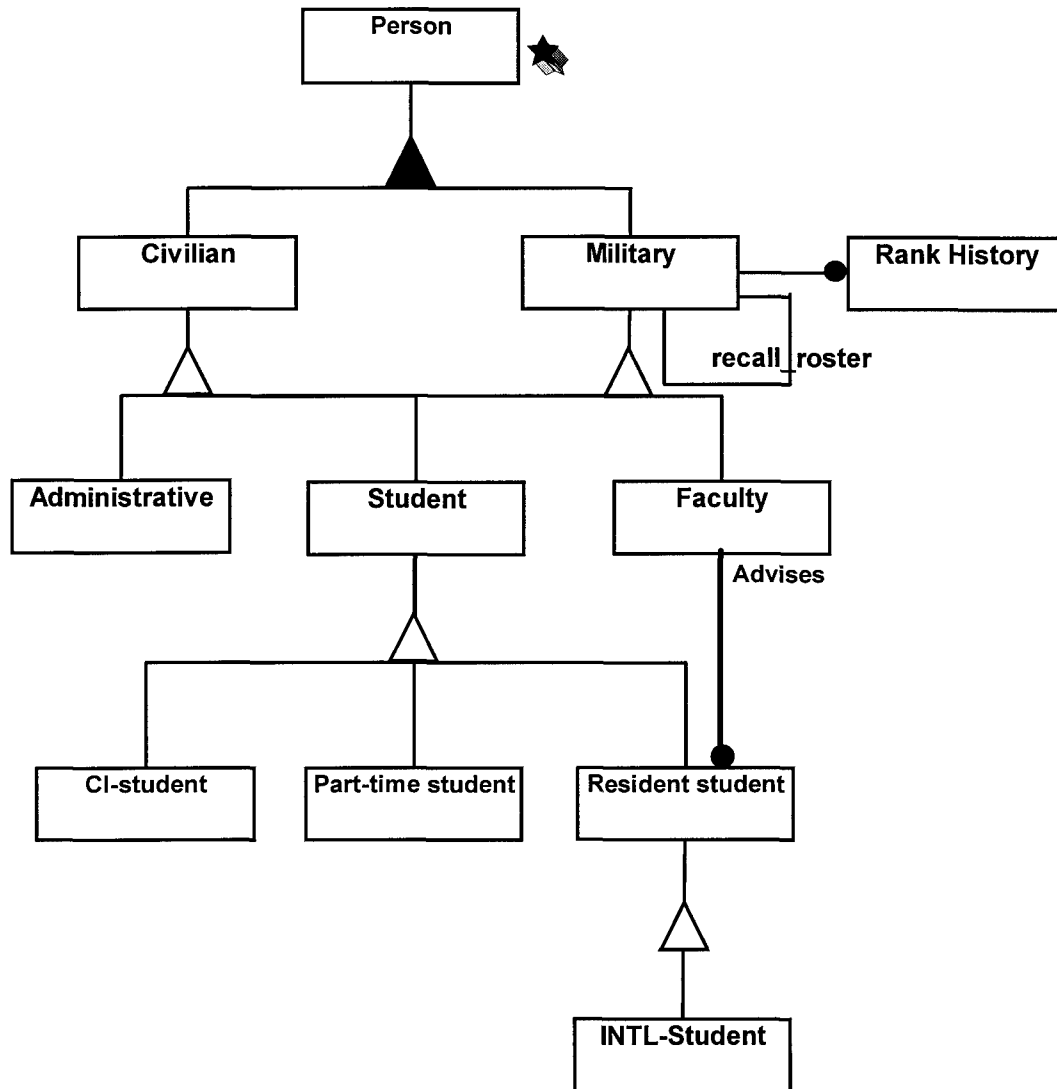 Person
Civilian
Military
Rank History
recall_roster
Administrative
Student
Faculty
Advises
CI-student
Part-time student
Resident student
INTL-Student